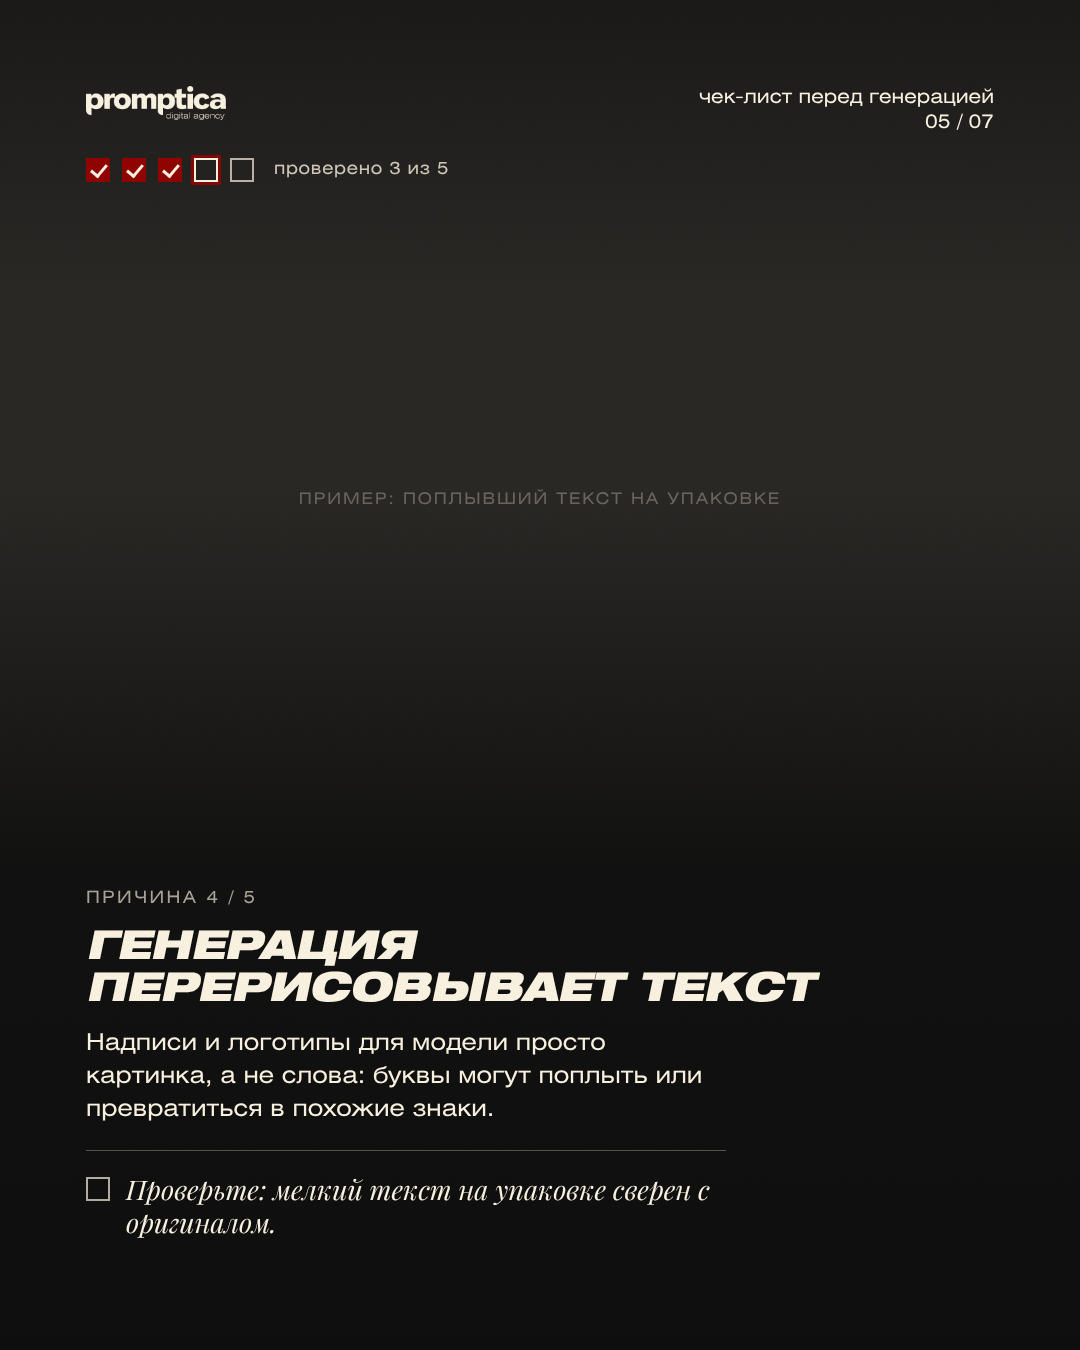 promptica
digital agency
чек-лист перед генерацией
05 / 07
проверено 3 из 5
ПРИМЕР: ПОПЛЫВШИЙ ТЕКСТ НА УПАКОВКЕ
ПРИЧИНА 4 / 5
ГЕНЕРАЦИЯ
ПЕРЕРИСОВЫВАЕТ ТЕКСТ
Надписи и логотипы для модели просто
картинка, а не слова: буквы могут поплыть или
превратиться в похожие знаки.
Проверьте: мелкий текст на упаковке сверен с
оригиналом.